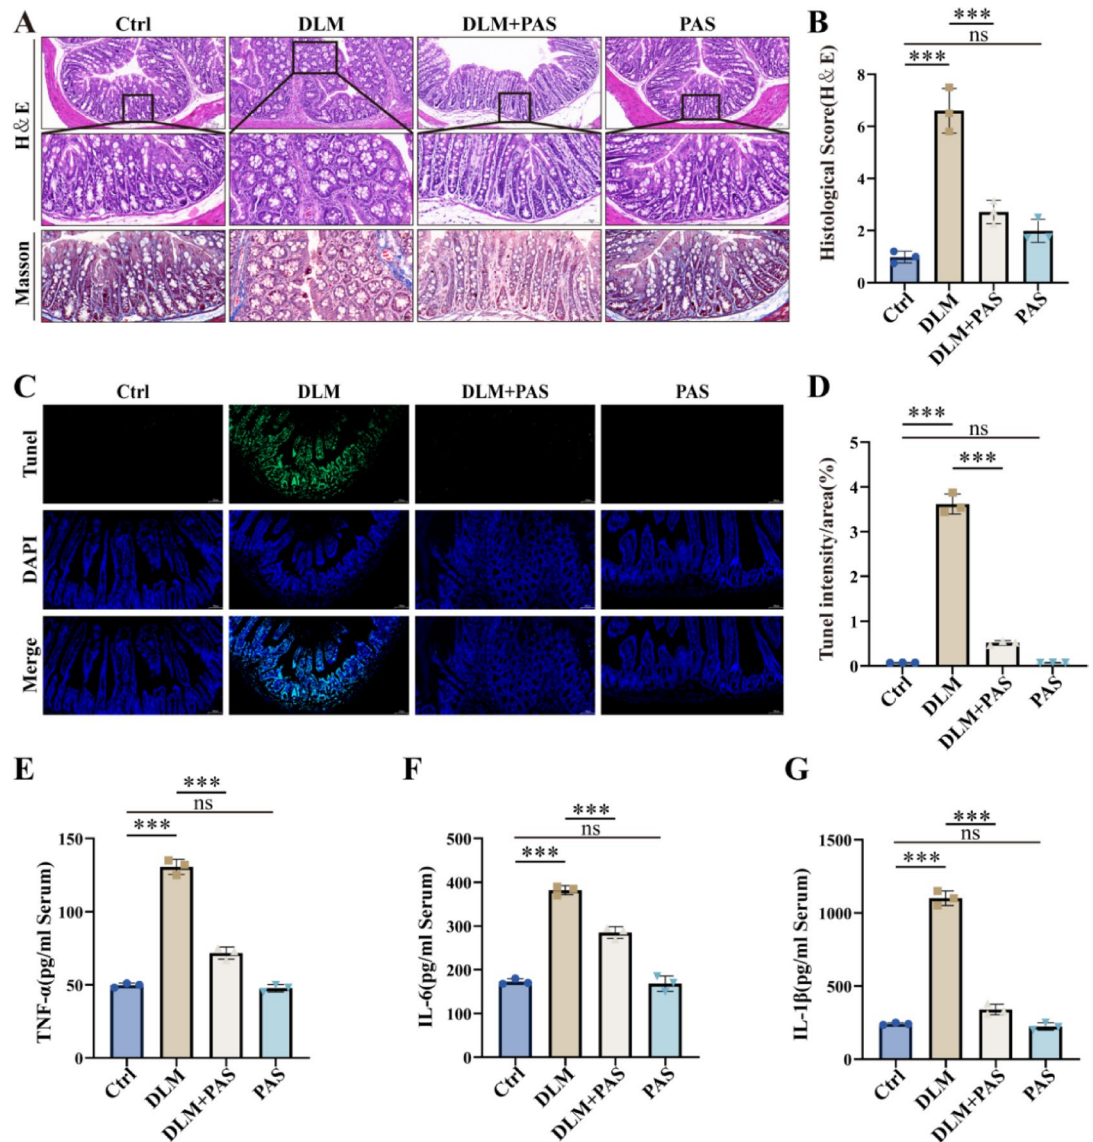 A
Ctrl DLM DLM+PAS PAS
H&E
Masson
B
***
ns
***
Histological Score(H & E)
8
6
4
2
0
Ctrl DLM DLM+PAS PAS
C
Ctrl DLM DLM+PAS PAS
Tunel
DAPI
Merge
D
***
ns
***
Tunel intensity/area(%)
5
4
3
2
1
0
Ctrl DLM DLM+PAS PAS
E
***
ns
***
TNF-α(pg/ml Serum)
150
100
50
0
Ctrl DLM DLM+PAS PAS
F
***
ns
***
IL-6(pg/ml Serum)
500
400
300
200
100
0
Ctrl DLM DLM+PAS PAS
G
***
ns
***
IL-1β(pg/ml Serum)
1500
1000
500
0
Ctrl DLM DLM+PAS PAS